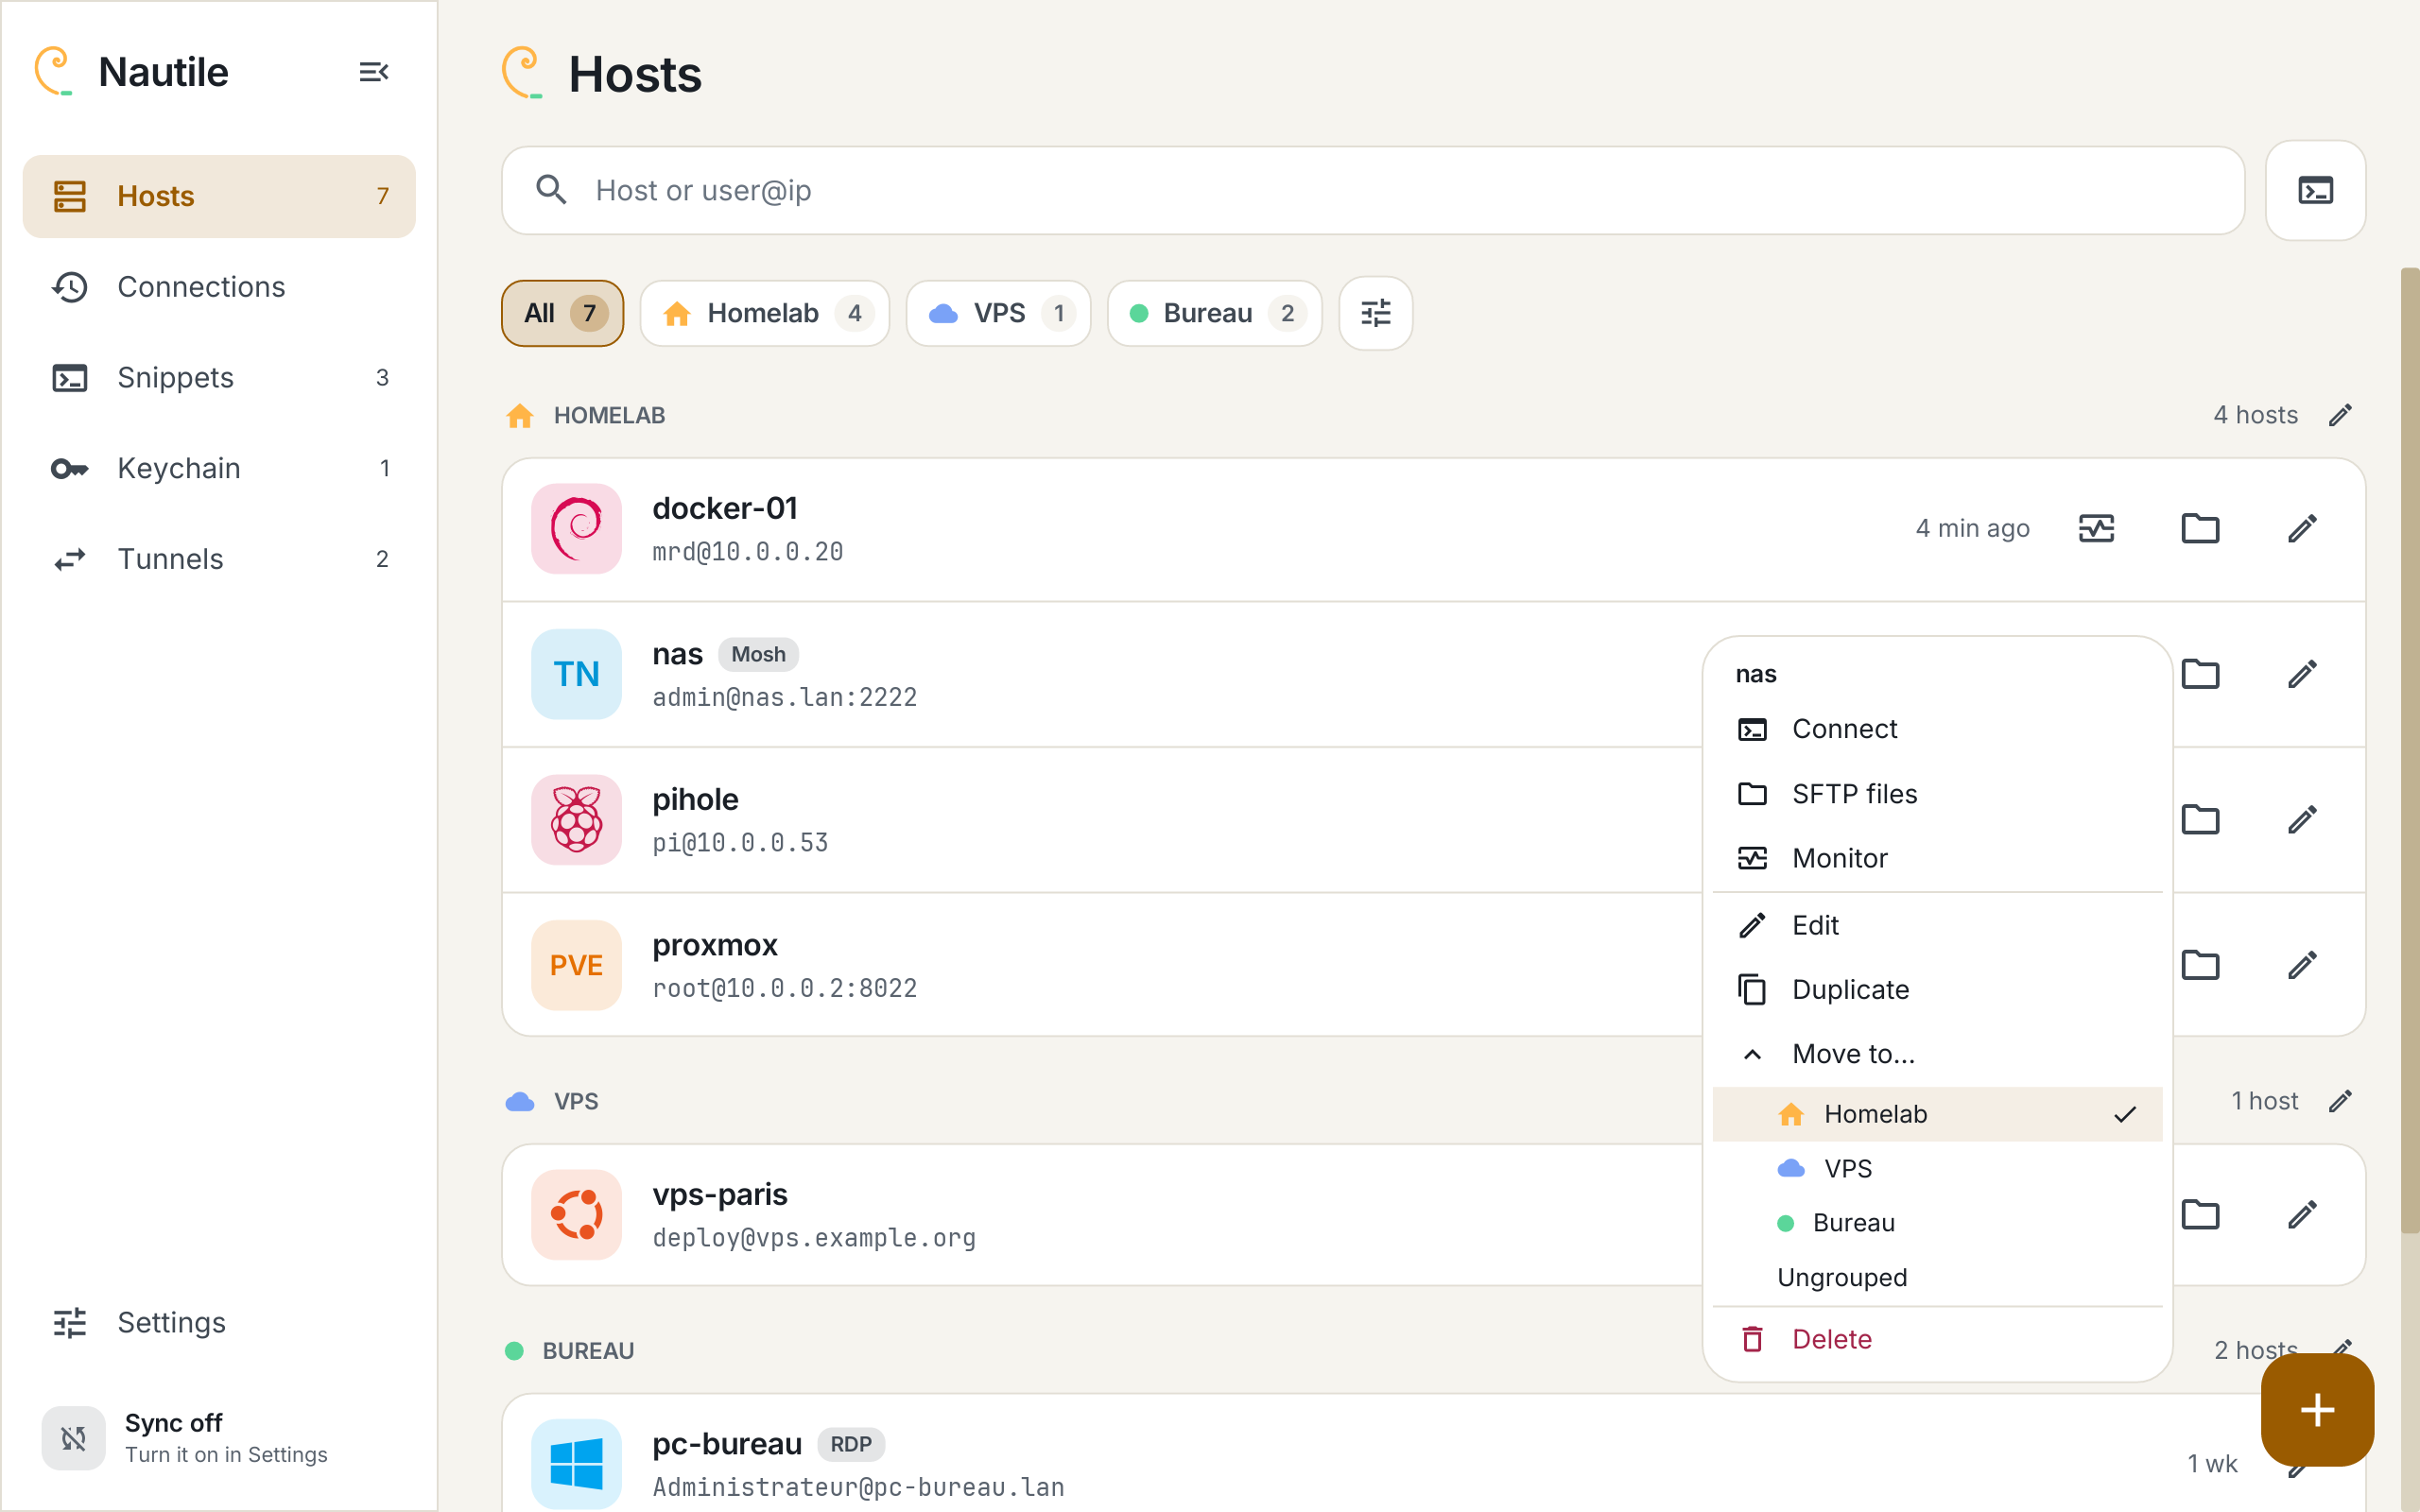 Nautile
Hosts 7
Connections
Snippets 3
Keychain 1
Tunnels 2
Settings
Sync off
Turn it on in Settings
Hosts
Host or user@ip
All 7
Homelab 4
VPS 1
Bureau 2
HOMELAB
4 hosts
docker-01
mrd@10.0.0.20
4 min ago
TN
nas Mosh
admin@nas.lan:2222
pihole
pi@10.0.0.53
PVE
proxmox
root@10.0.0.2:8022
VPS
1 host
vps-paris
deploy@vps.example.org
BUREAU
2 hosts
pc-bureau RDP
Administrateur@pc-bureau.lan
1 wk
nas
Connect
SFTP files
Monitor
Edit
Duplicate
Move to...
Homelab
VPS
Bureau
Ungrouped
Delete